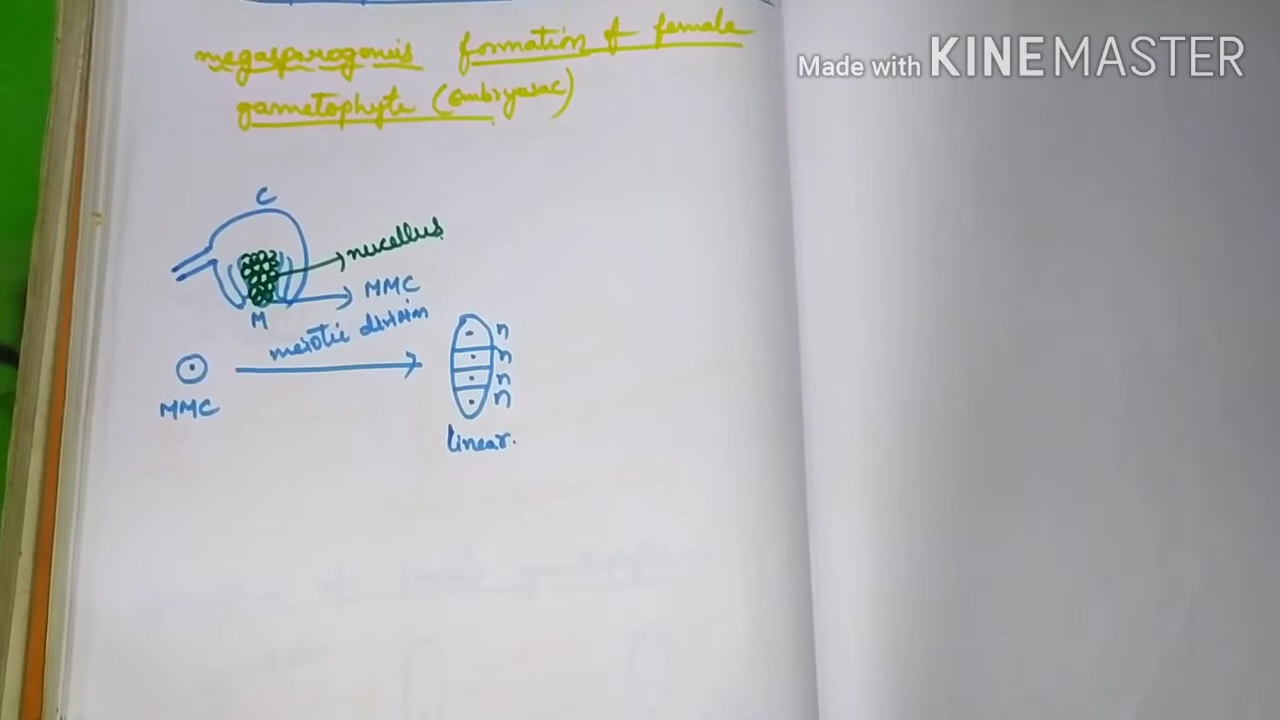 megasporogenesis formation of female
gametophyte (embryosac)
Made with KINEMASTER
C
nucellus
MMC
M
meiotic division
n
n
n
n
MMC
linear.